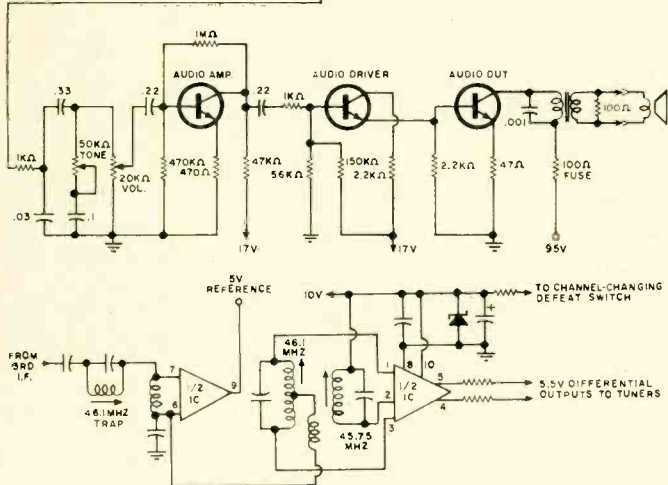 1MΩ
AUDIO AMP.
AUDIO DRIVER
AUDIO OUT
.33
.22
.22
1KΩ
.001
100Ω
1KΩ
50KΩ
TONE
20KΩ
VOL.
470KΩ
470Ω
47KΩ
56K
150KΩ
2.2KΩ
2.2KΩ
47Ω
100Ω
FUSE
.03
.1
17V
17V
95V
5V
REFERENCE
10V
TO CHANNEL-CHANGING
DEFEAT SWITCH
FROM
3RD
I.F.
46.1MHZ
TRAP
7
6
1/2
IC
9
46.1
MHZ
45.75
MHZ
1
2
3
8
10
1/2
IC
5
4
5.5V DIFFERENTIAL
OUTPUTS TO TUNERS